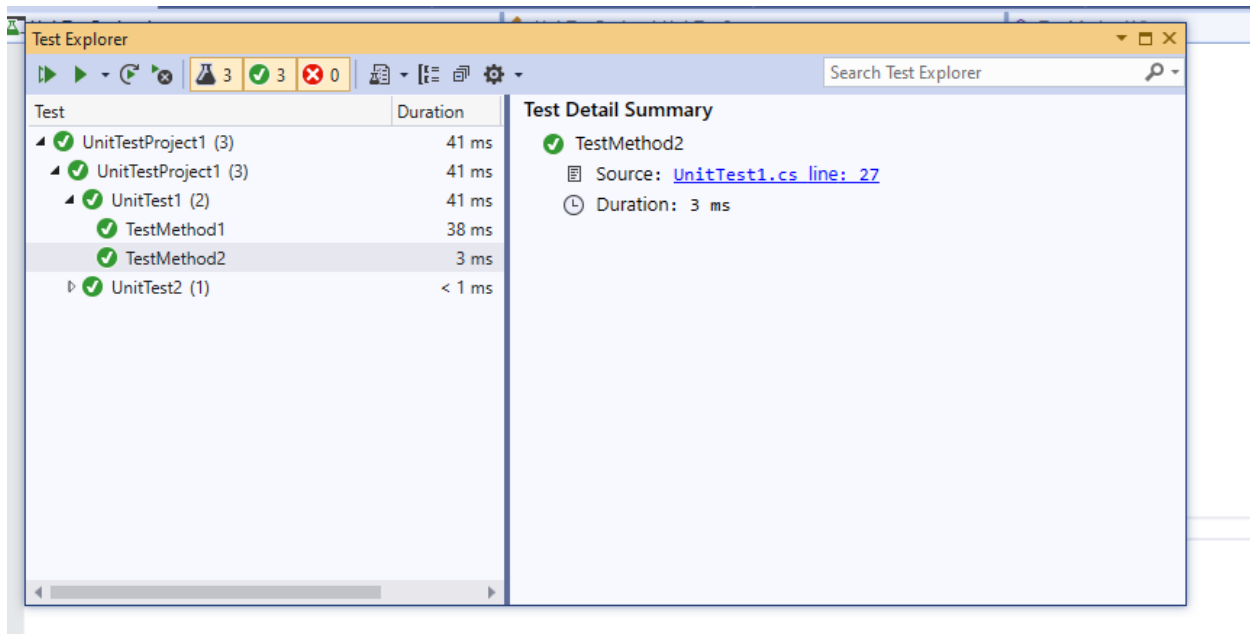 Test Explorer
3 3 0
Search Test Explorer
Test Duration
UnitTestProject1 (3) 41 ms
UnitTestProject1 (3) 41 ms
UnitTest1 (2) 41 ms
TestMethod1 38 ms
TestMethod2 3 ms
UnitTest2 (1) < 1 ms
Test Detail Summary
TestMethod2
Source: UnitTest1.cs line: 27
Duration: 3 ms